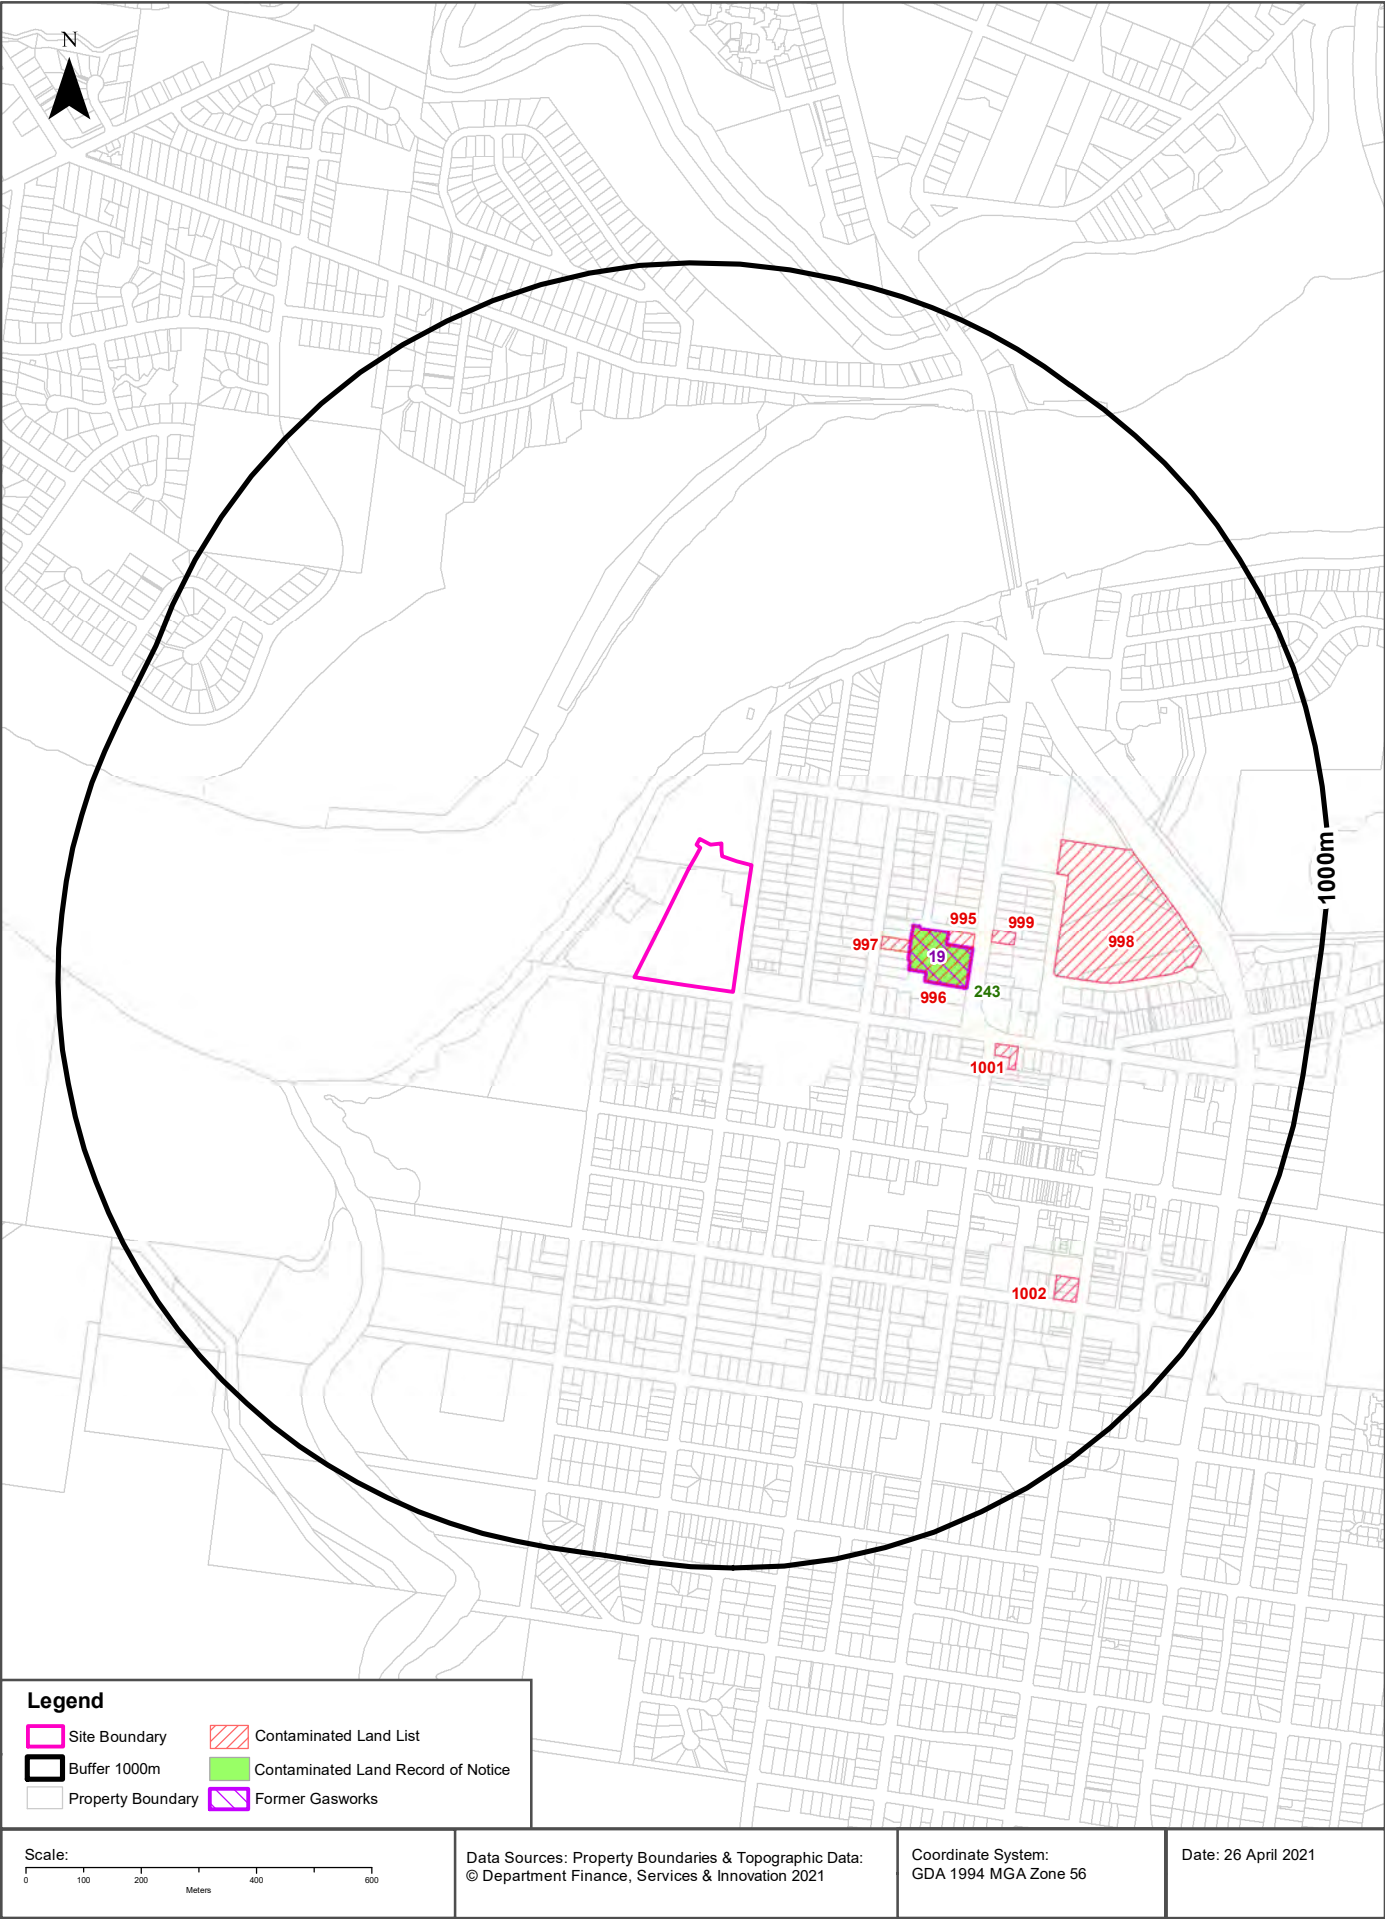 N
1000m
995
999
997
998
19
243
996
1001
1002
Legend
Site Boundary
Contaminated Land List
Buffer 1000m
Contaminated Land Record of Notice
Property Boundary
Former Gasworks
Scale:
0 100 200 400 600
Meters
Data Sources: Property Boundaries & Topographic Data:
© Department Finance, Services & Innovation 2021
Coordinate System:
GDA 1994 MGA Zone 56
Date: 26 April 2021